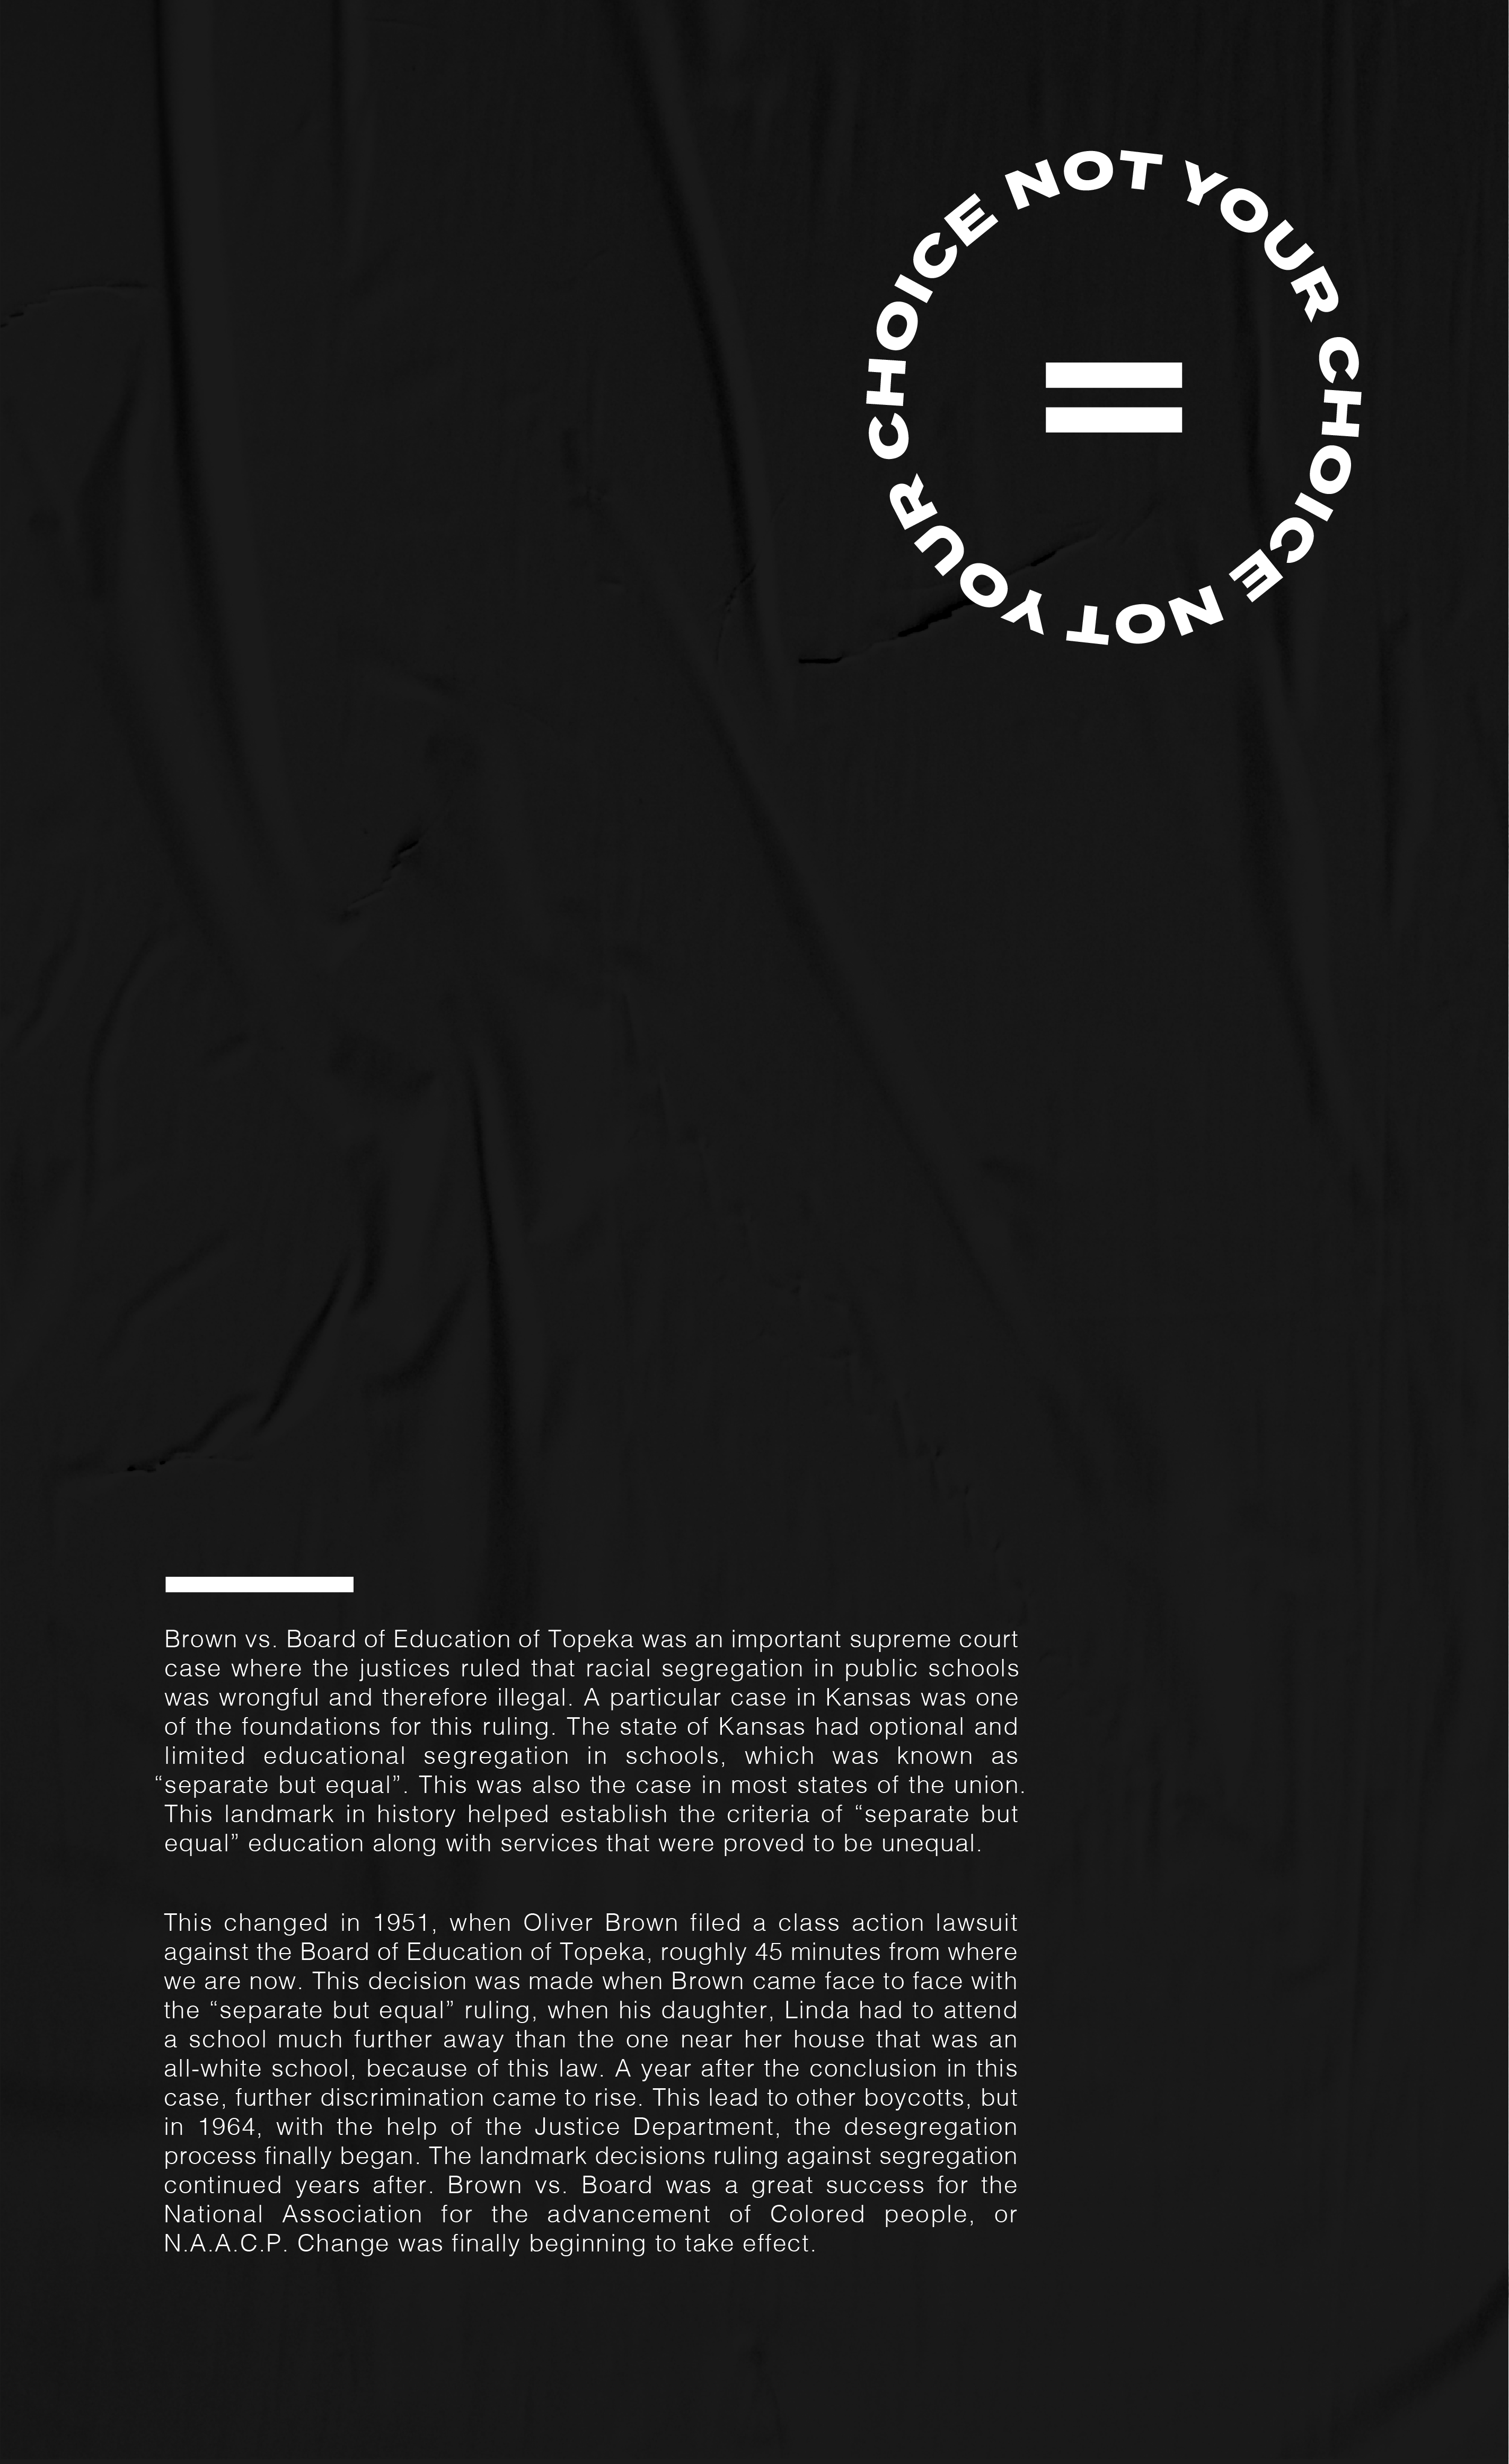 NOT YOUR CHOICE NOT YOUR CHOICE
Brown vs. Board of Education of Topeka was an important supreme court
case where the justices ruled that racial segregation in public schools
was wrongful and therefore illegal. A particular case in Kansas was one
of the foundations for this ruling. The state of Kansas had optional and
limited educational segregation in schools, which was known as
“separate but equal”. This was also the case in most states of the union.
This landmark in history helped establish the criteria of “separate but
equal” education along with services that were proved to be unequal.
This changed in 1951, when Oliver Brown filed a class action lawsuit
against the Board of Education of Topeka, roughly 45 minutes from where
we are now. This decision was made when Brown came face to face with
the “separate but equal” ruling, when his daughter, Linda had to attend
a school much further away than the one near her house that was an
all-white school, because of this law. A year after the conclusion in this
case, further discrimination came to rise. This lead to other boycotts, but
in 1964, with the help of the Justice Department, the desegregation
process finally began. The landmark decisions ruling against segregation
continued years after. Brown vs. Board was a great success for the
National Association for the advancement of Colored people, or
N.A.A.C.P. Change was finally beginning to take effect.